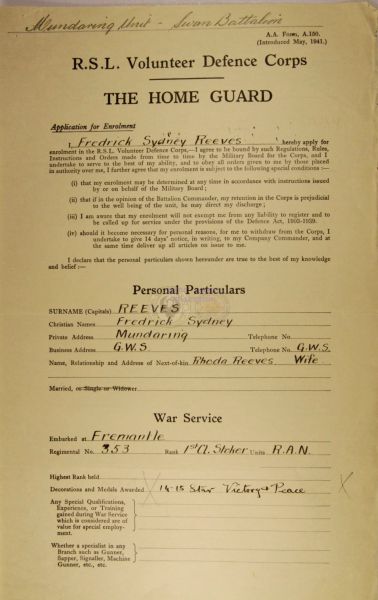 Mundaring Unit - Swan Battalion
A.A. Form, A.150.
(Introduced May, 1941.)
R.S.L. Volunteer Defence Corps
THE HOME GUARD
Application for Enrolment
I, Fredrick Sydney Reeves hereby apply for
enrolment in the R.S.L. Volunteer Defence Corps,—I agree to be bound by such Regulations, Rules,
Instructions and Orders made from time to time by the Military Board for the Corps, and I
undertake to serve to the best of my ability, and to obey all orders given to me by those placed
in authority over me, I further agree that my enrolment is subject to the following special conditions :—
(i) that my enrolment may be determined at any time in accordance with instructions issued
by or on behalf of the Military Board ;
(ii) that if in the opinion of the Battalion Commander, my retention in the Corps is prejudicial
to the well being of the unit, he may direct my discharge ;
(iii) I am aware that my enrolment will not exempt me from any liability to register and to
be called up for service under the provisions of the Defence Act, 1903-1939.
(iv) should it become necessary for personal reasons, for me to withdraw from the Corps, I
undertake to give 14 days' notice, in writing, to my Company Commander, and at
the same time deliver up all articles on issue to me.
I declare that the personal particulars shown hereunder are true to the best of my knowledge
and belief :—
Personal Particulars
SURNAME (Capitals) REEVES
Christian Names Fredrick Sydney
Private Address Mundaring Telephone No.
Business Address G.W.S. Telephone No. G.W.S.
Name, Relationship and Address of Next-of-kin Rhoda Reeves Wife
Married, or Single or Widower
War Service
Embarked at Fremantle
Regimental No. 353 Rank 1st Cl. Stoker Units R.A.N.
Highest Rank held
Decorations and Medals Awarded 14-15 Star Victory & Peace
Any Special Qualifications,
Experience, or Training
gained during War Service
which is considered are of
value for special employ-
ment.
Whether a specialist in any
Branch such as Gunner,
Sapper, Signaller, Machine
Gunner, etc., etc.